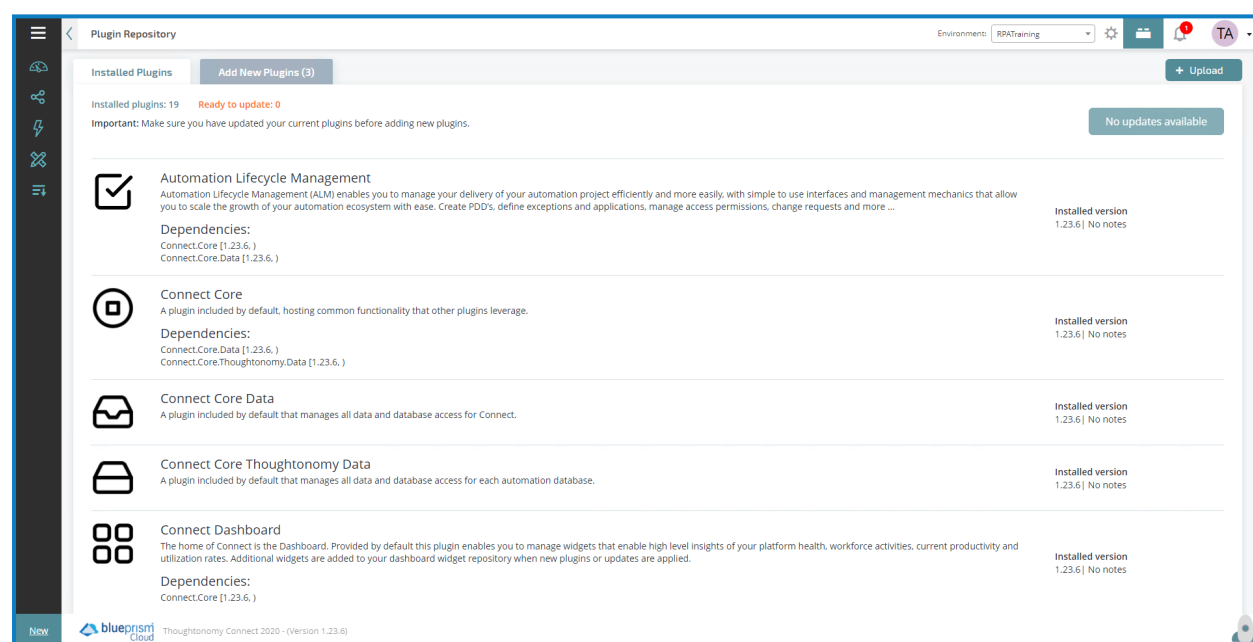 Plugin Repository
Environment: RPATraining
1
TA
Installed Plugins
Add New Plugins (3)
+ Upload
Installed plugins: 19 Ready to update: 0
Important: Make sure you have updated your current plugins before adding new plugins.
No updates available
Automation Lifecycle Management
Automation Lifecycle Management (ALM) enables you to manage your delivery of your automation project efficiently and more easily, with simple to use interfaces and management mechanics that allow
you to scale the growth of your automation ecosystem with ease. Create PDD's, define exceptions and applications, manage access permissions, change requests and more ...
Dependencies:
Connect.Core [1.23.6, )
Connect.Core.Data [1.23.6, )
Installed version
1.23.6| No notes
Connect Core
A plugin included by default, hosting common functionality that other plugins leverage.
Dependencies:
Connect.Core.Data [1.23.6, )
Connect.Core.Thoughtonomy.Data [1.23.6, )
Installed version
1.23.6| No notes
Connect Core Data
A plugin included by default that manages all data and database access for Connect.
Installed version
1.23.6| No notes
Connect Core Thoughtonomy Data
A plugin included by default that manages all data and database access for each automation database.
Installed version
1.23.6| No notes
Connect Dashboard
The home of Connect is the Dashboard. Provided by default this plugin enables you to manage widgets that enable high level insights of your platform health, workforce activities, current productivity and
utilization rates. Additional widgets are added to your dashboard widget repository when new plugins or updates are applied.
Dependencies:
Connect.Core [1.23.6, )
Installed version
1.23.6| No notes
New
blueprism
Cloud
Thoughtonomy Connect 2020 - (Version 1.23.6)